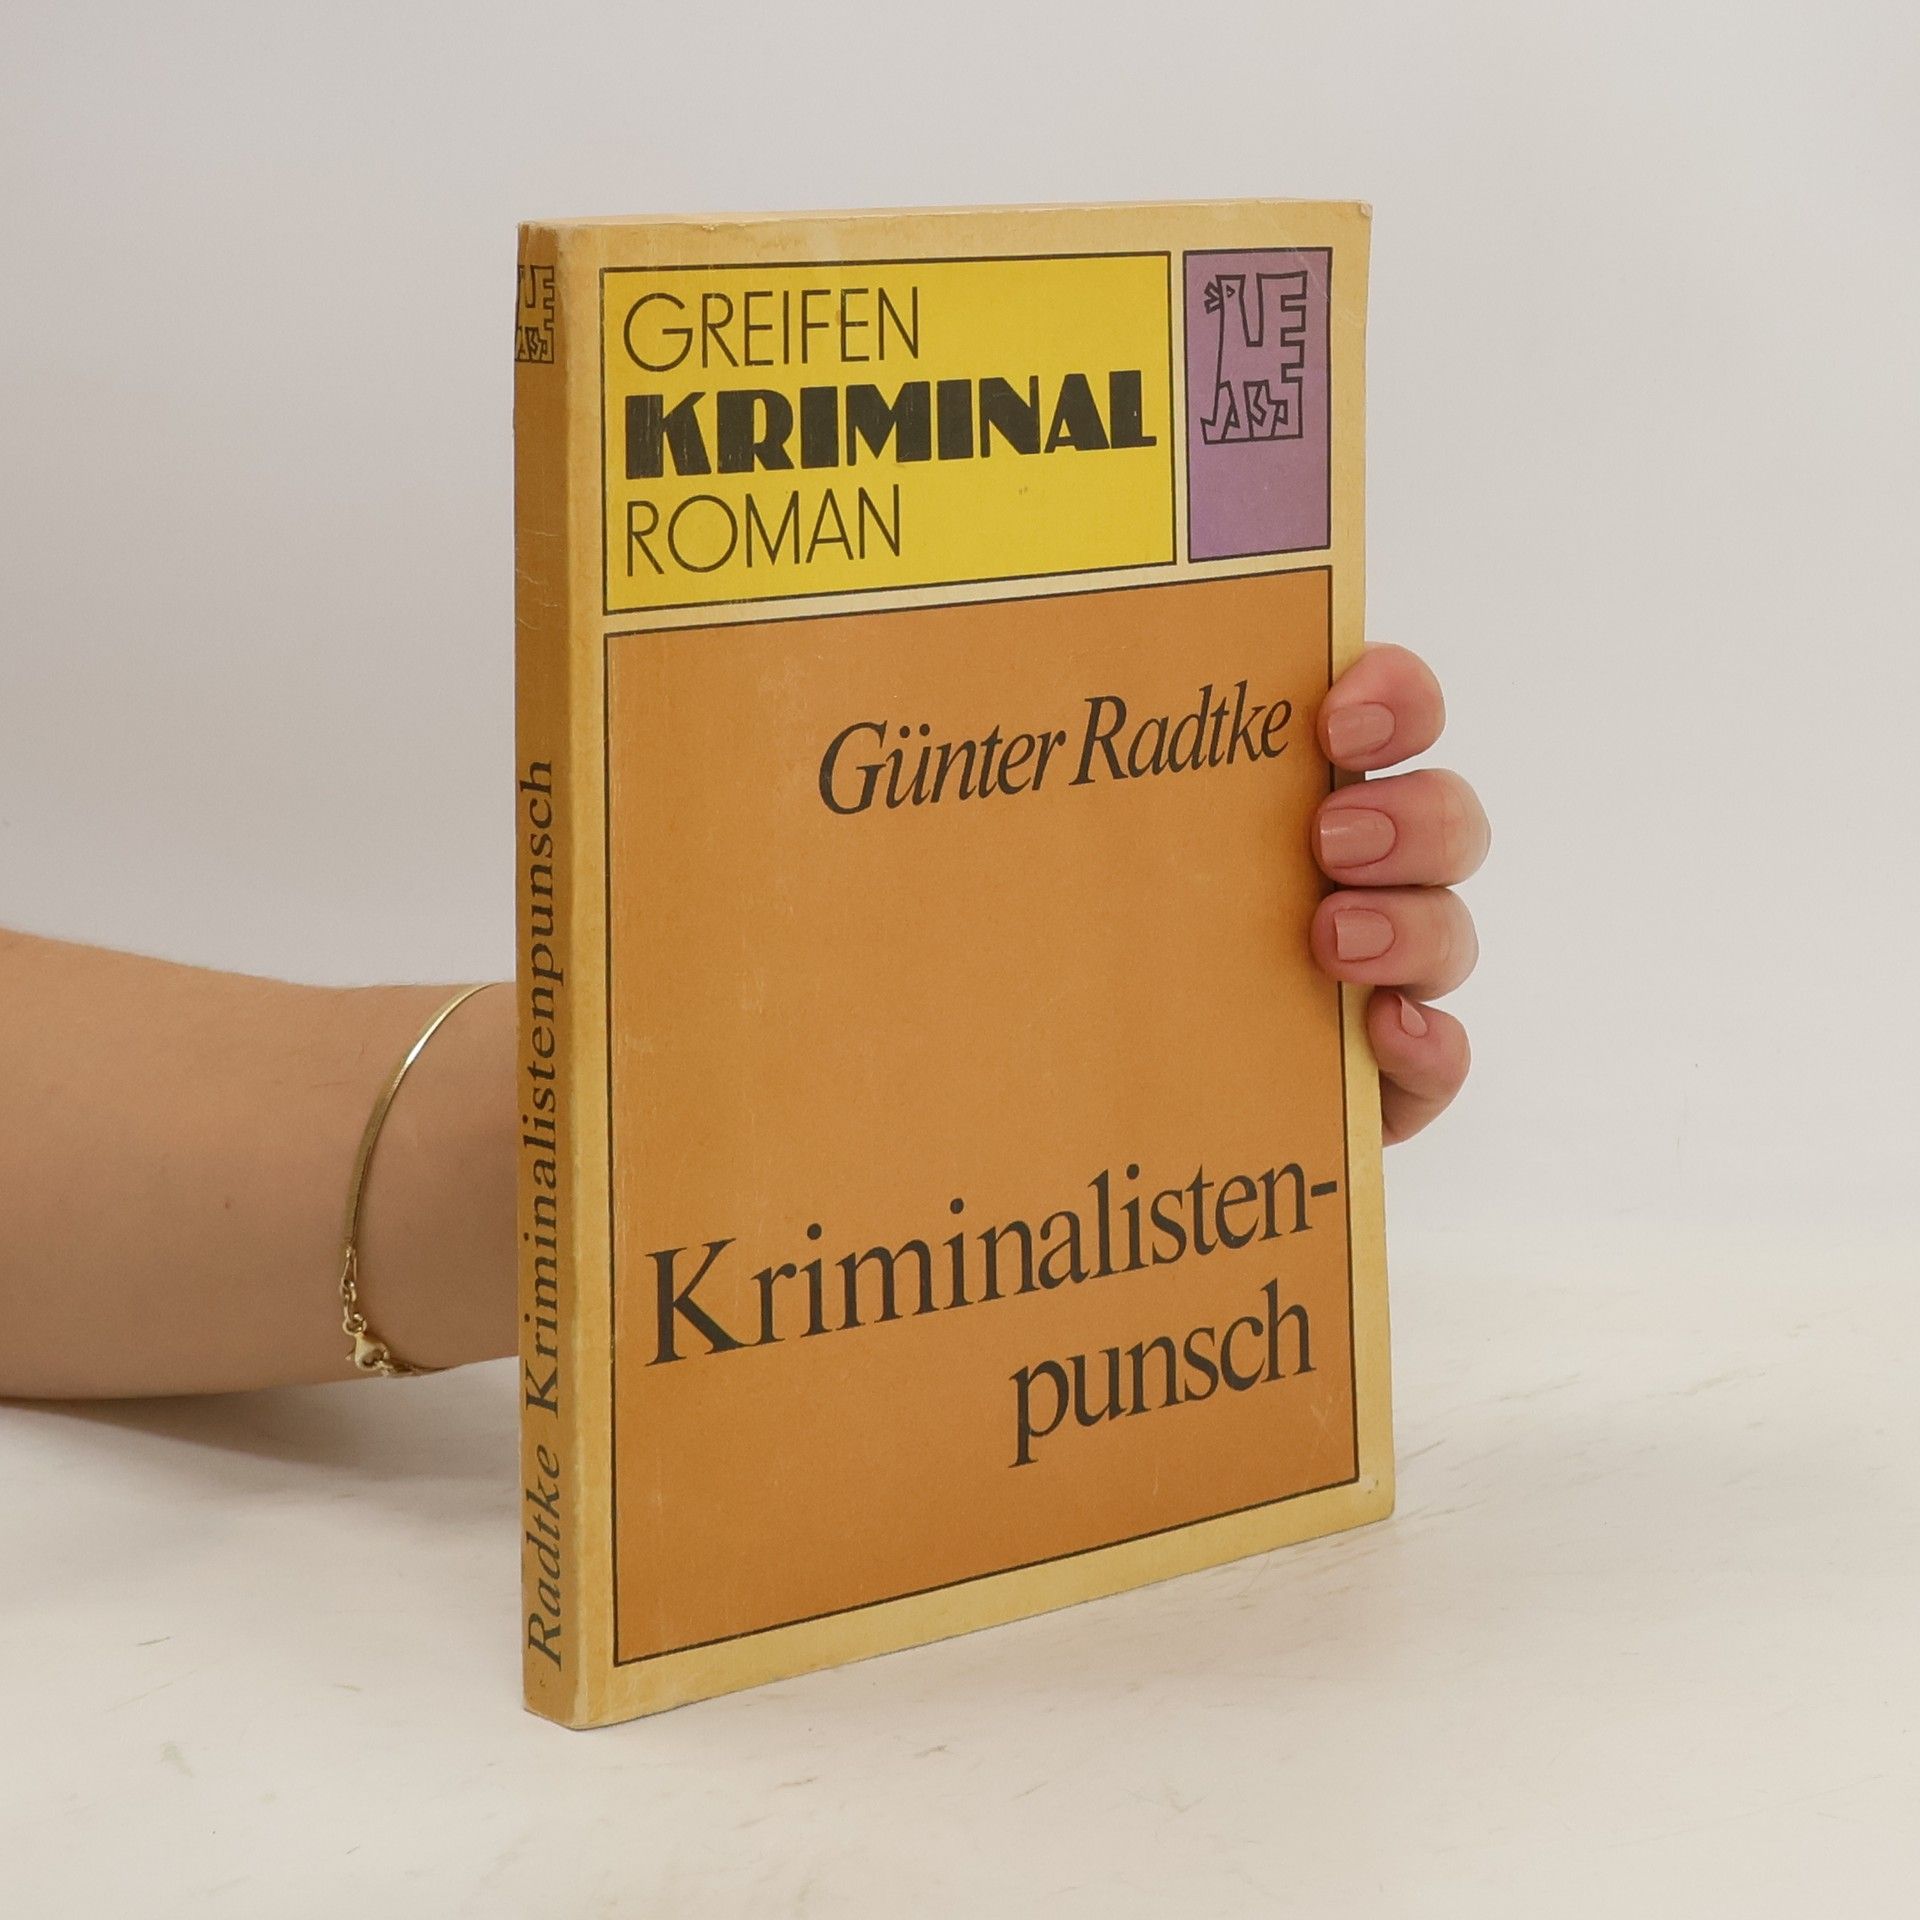 GREIFEN
KRIMINAL
ROMAN
Günter Radtke
Kriminalisten-
punsch
Radtke Kriminalistenpunsch